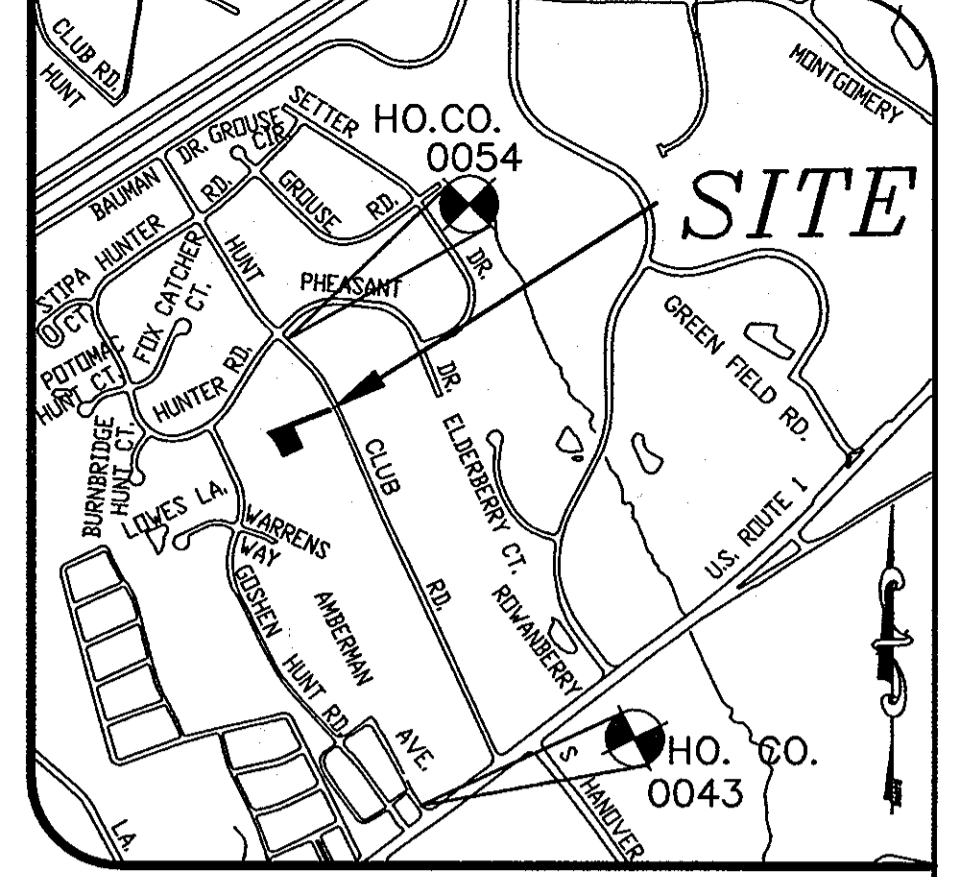 CLUB RD.
HUNT
MONTGOMERY
SETTER
HO.CO.
0054
DR.
GROUSE
CIR.
BAUMAN
RD.
GROUSE
RD.
SITE
STIPA HUNTER
HUNT
DR.
PHEASANT
FOX CATCHER
CT.
CT.
POTOMAC
HUNT CT.
HUNTER RD.
GREEN FIELD RD.
DR.
BURNBRIDGE
HUNT CT.
CLUB
ELDERBERRY CT.
LOWES LA.
WARRENS
WAY
U.S. ROUTE 1
GOSHEN
HUNT RD.
AMBERMAN
AVE.
RD.
ROWANBERRY
HO. CO.
0043
S HANOVER
LA.